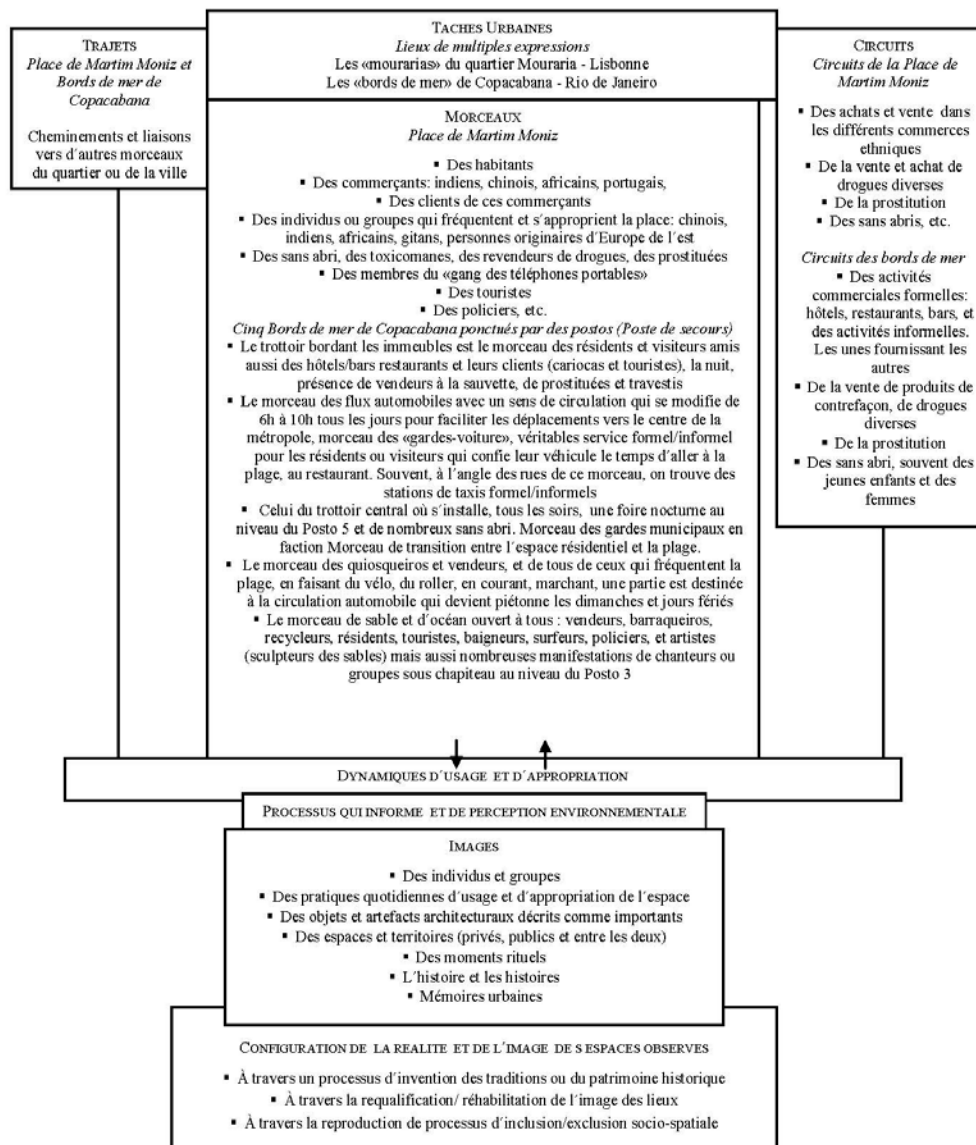 TRAJETS
Place de Martim Moniz et
Bords de mer de
Copacabana
Cheminements et liaisons
vers d´autres morceaux
du quartier ou de la ville
TACHES URBAINES
Lieux de multiples expressions
Les «mourarias» du quartier Mouraria - Lisbonne
Les «bords de mer» de Copacabana - Rio de Janeiro
MORCEAUX
Place de Martim Moniz
▪ Des habitants
▪ Des commerçants: indiens, chinois, africains, portugais,
▪ Des clients de ces commerçants
▪ Des individus ou groupes qui fréquentent et s´approprient la place: chinois,
indiens, africains, gitans, personnes originaires d´Europe de l´est
▪ Des sans abri, des toxicomanes, des revendeurs de drogues, des prostituées
▪ Des membres du «gang des téléphones portables»
▪ Des touristes
▪ Des policiers, etc.
Cinq Bords de mer de Copacabana ponctués par des postos (Poste de secours)
▪ Le trottoir bordant les immeubles est le morceau des résidents et visiteurs amis
aussi des hôtels/bars restaurants et leurs clients (cariocas et touristes), la nuit,
présence de vendeurs à la sauvette, de prostituées et travestis
▪ Le morceau des flux automobiles avec un sens de circulation qui se modifie de
6h à 10h tous les jours pour faciliter les déplacements vers le centre de la
métropole, morceau des «gardes-voiture», véritables service formel/informel
pour les résidents ou visiteurs qui confie leur véhicule le temps d´aller à la
plage, au restaurant. Souvent, à l´angle des rues de ce morceau, on trouve des
stations de taxis formel/informels
▪ Celui du trottoir central où s´installe, tous les soirs, une foire nocturne au
niveau du Posto 5 et de nombreux sans abri. Morceau des gardes municipaux en
faction Morceau de transition entre l´espace résidentiel et la plage.
▪ Le morceau des quiosqueiros et vendeurs, et de tous de ceux qui fréquentent la
plage, en faisant du vélo, du roller, en courant, marchant, une partie est destinée
à la circulation automobile qui devient piétonne les dimanches et jours fériés
▪ Le morceau de sable et d´océan ouvert à tous : vendeurs, barraqueiros,
recycleurs, résidents, touristes, baigneurs, surfeurs, policiers, et artistes
(sculpteurs des sables) mais aussi nombreuses manifestations de chanteurs ou
groupes sous chapiteau au niveau du Posto 3
CIRCUITS
Circuits de la Place de
Martim Moniz
▪ Des achats et vente dans
les différents commerces
ethniques
▪ De la vente et achat de
drogues diverses
▪ De la prostitution
▪ Des sans abris, etc.
Circuits des bords de mer
▪ Des activités
commerciales formelles:
hôtels, restaurants, bars, et
des activités informelles.
Les unes fournissant les
autres
▪ De la vente de produits de
contrefaçon, de drogues
diverses
▪ De la prostitution
▪ Des sans abri, souvent des
jeunes enfants et des
femmes
DYNAMIQUES D´USAGE ET D´APPROPRIATION
PROCESSUS QUI INFORME ET DE PERCEPTION ENVIRONNEMENTALE
IMAGES
▪ Des individus et groupes
▪ Des pratiques quotidiennes d´usage et d´appropriation de l´espace
▪ Des objets et artefacts architecturaux décrits comme importants
▪ Des espaces et territoires (privés, publics et entre les deux)
▪ Des moments rituels
▪ L´histoire et les histoires
▪ Mémoires urbaines
CONFIGURATION DE LA REALITE ET DE L´IMAGE DE S ESPACES OBSERVES
▪ À travers un processus d´invention des traditions ou du patrimoine historique
▪ À travers la requalification/ réhabilitation de l´image des lieux
▪ À travers la reproduction de processus d´inclusion/exclusion socio-spatiale